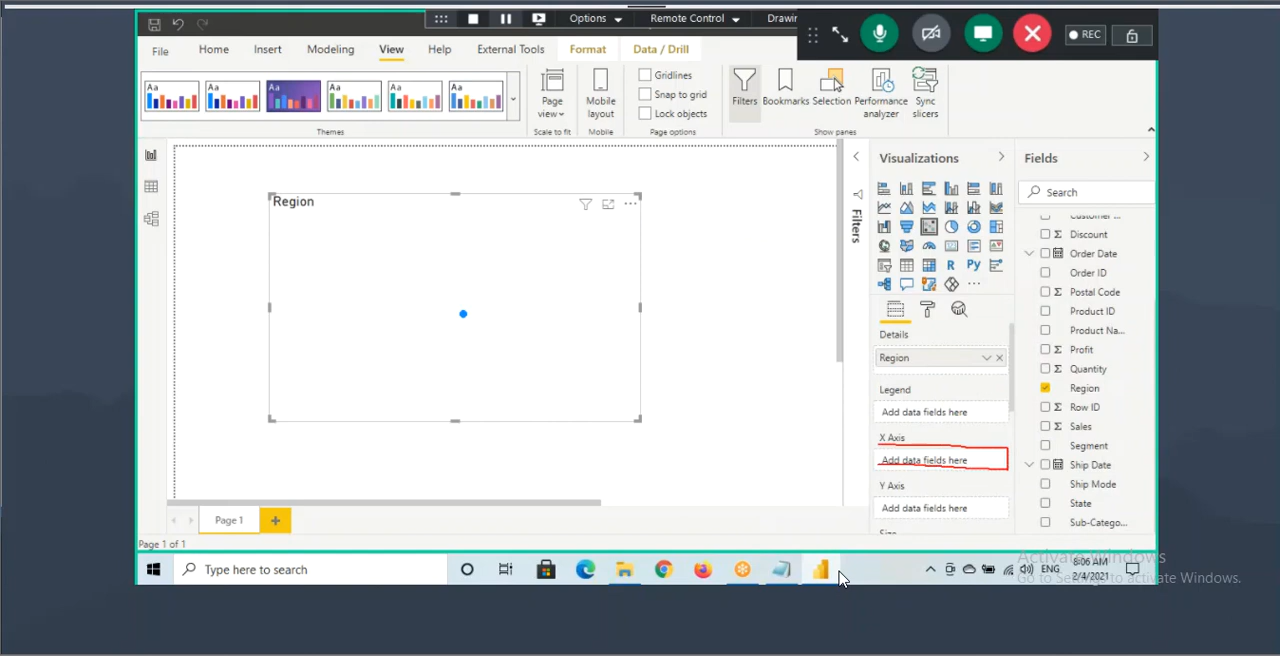 Options
Remote Control
REC
File
Home
Insert
Modeling
View
Help
External Tools
Format
Data / Drill
Aa
Aa
Aa
Aa
Aa
Aa
Page view
Mobile layout
Gridlines
Snap to grid
Lock objects
Filters
Bookmarks
Selection
Performance analyzer
Sync slicers
Themes
Scale to fit
Mobile
Page options
Show panes
Region
Filters
Visualizations
R
Py
Details
Region
Legend
Add data fields here
X Axis
Add data fields here
Y Axis
Add data fields here
Fields
Search
Discount
Order Date
Order ID
Postal Code
Product ID
Product Na...
Profit
Quantity
Region
Row ID
Sales
Segment
Ship Date
Ship Mode
State
Sub-Catego...
Page 1
Page 1 of 1
Type here to search
ENG
8:06 AM
2/4/2021
Activate Windows
Go to Settings to activate Windows.